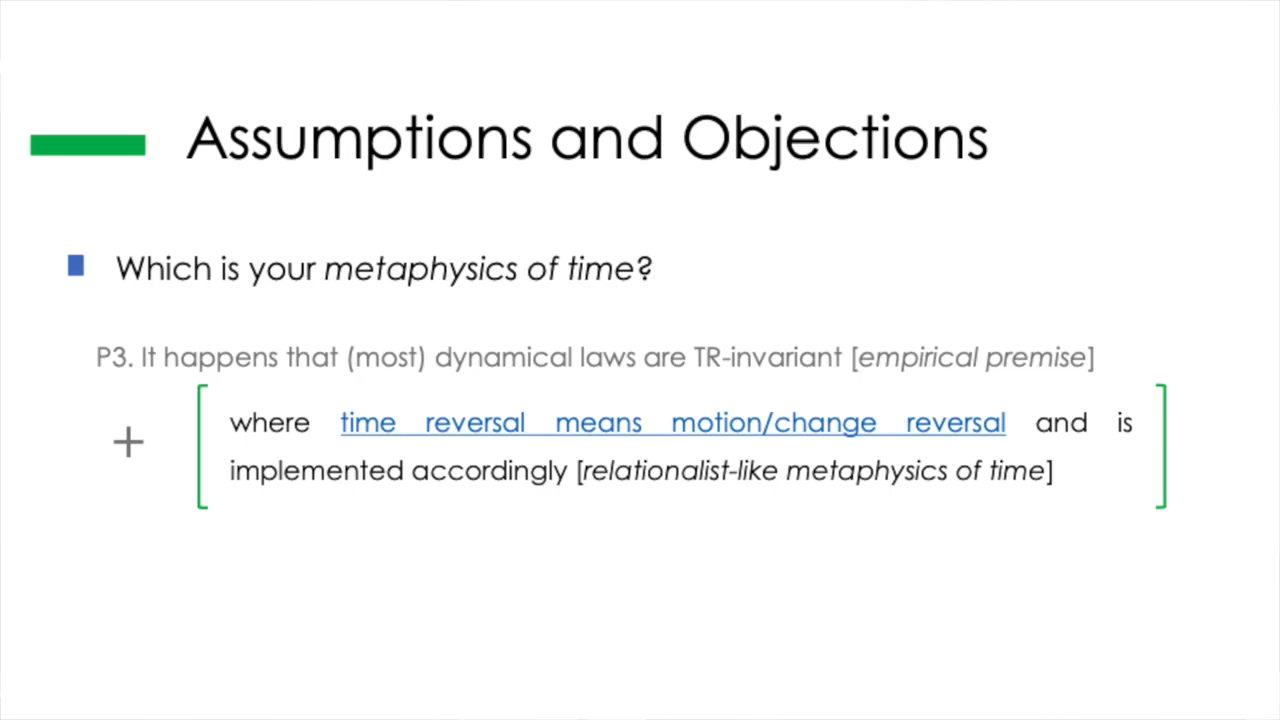 Assumptions and Objections
Which is your metaphysics of time?
P3. It happens that (most) dynamical laws are TR-invariant [empirical premise]
+
where time reversal means motion/change reversal and is
implemented accordingly [relationalist-like metaphysics of time]